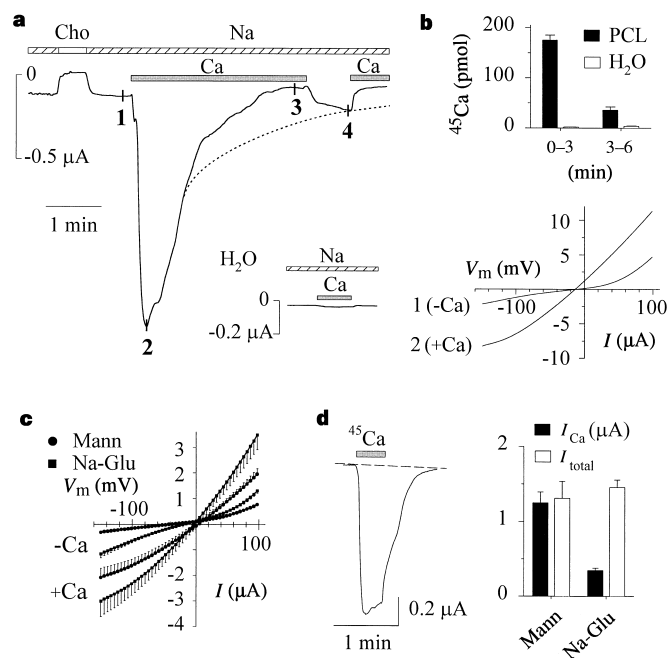 a
Cho
Na
Ca
Ca
0
-0.5 µA
1
2
3
4
1 min
H2O
Na
Ca
0
-0.2 µA
b
45Ca (pmol)
200
100
0
PCL
H2O
0–3
3–6
(min)
10
5
Vm (mV)
-100
100
1 (-Ca)
2 (+Ca)
-5
-10
I (µA)
c
Mann
Na-Glu
Vm (mV)
-100
100
3
2
1
-Ca
+Ca
-2
-3
-4
I (µA)
d
45Ca
0.2 µA
1 min
ICa (µA)
Itotal
2
1
0
Mann
Na-Glu